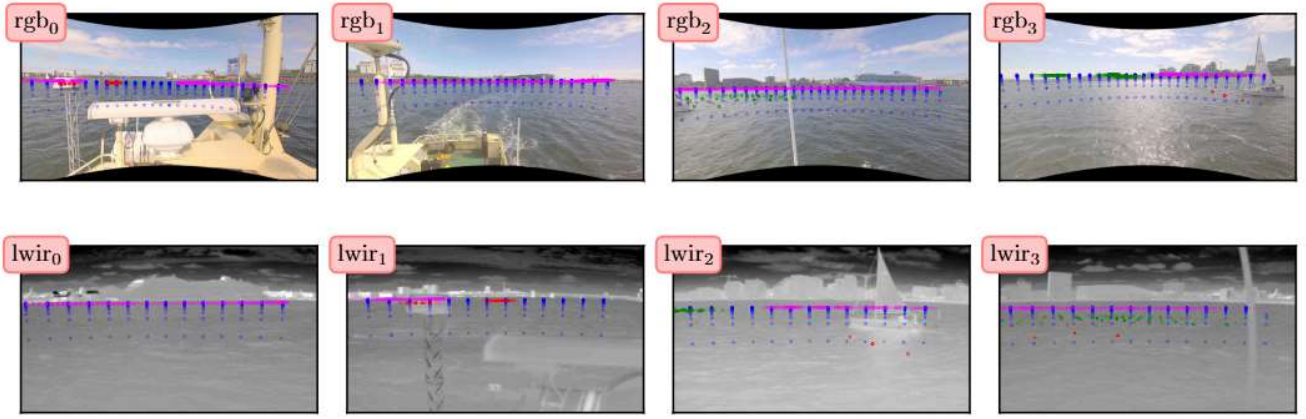 rgb₀
rgb₁
rgb₂
rgb₃
lwir₀
lwir₁
lwir₂
lwir₃